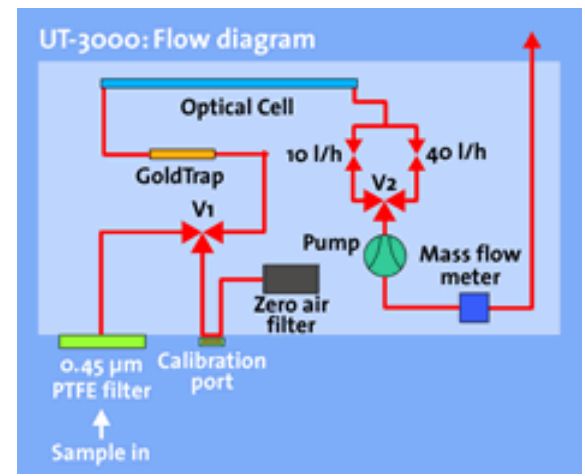 UT-3000: Flow diagram
Optical Cell
10 l/h
40 l/h
GoldTrap
V2
V1
Pump
Mass flow
meter
Zero air
filter
0.45 µm
PTFE filter
Calibration
port
Sample in